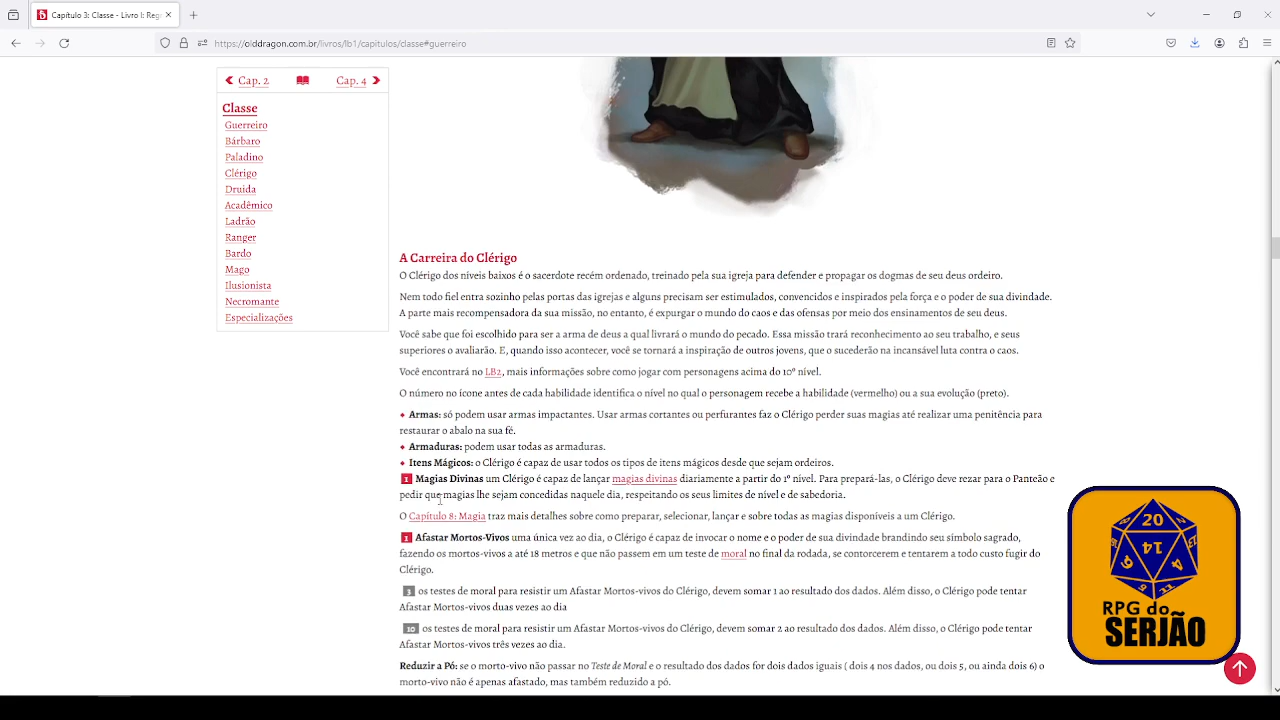 Capítulo 3: Classe - Livro I: Reg
https://olddragon.com.br/livros/lb1/capitulos/classe#guerreiro
Cap. 2
Cap. 4
Classe
Guerreiro
Bárbaro
Paladino
Clérigo
Druida
Acadêmico
Ladrão
Ranger
Bardo
Mago
Ilusionista
Necromante
Especializações
A Carreira do Clérigo
O Clérigo dos níveis baixos é o sacerdote recém ordenado, treinado pela sua igreja para defender e propagar os dogmas de seu deus ordeiro.
Nem todo fiel entra sozinho pelas portas das igrejas e alguns precisam ser estimulados, convencidos e inspirados pela força e o poder de sua divindade.
A parte mais recompensadora da sua missão, no entanto, é expurgar o mundo do caos e das ofensas por meio dos ensinamentos de seu deus.
Você sabe que foi escolhido para ser a arma de deus a qual livrará o mundo do pecado. Essa missão trará reconhecimento ao seu trabalho, e seus
superiores o avaliarão. E, quando isso acontecer, você se tornará a inspiração de outros jovens, que o sucederão na incansável luta contra o caos.
Você encontrará no LB2, mais informações sobre como jogar com personagens acima do 10º nível.
O número no ícone antes de cada habilidade identifica o nível no qual o personagem recebe a habilidade (vermelho) ou a sua evolução (preto).
Armas: só podem usar armas impactantes. Usar armas cortantes ou perfurantes faz o Clérigo perder suas magias até realizar uma penitência para
restaurar o abalo na sua fé.
Armaduras: podem usar todas as armaduras.
Itens Mágicos: o Clérigo é capaz de usar todos os tipos de itens mágicos desde que sejam ordeiros.
1 Magias Divinas um Clérigo é capaz de lançar magias divinas diariamente a partir do 1º nível. Para prepará-las, o Clérigo deve rezar para o Panteão e
pedir que magias lhe sejam concedidas naquele dia, respeitando os seus limites de nível e de sabedoria.
O Capítulo 8: Magia traz mais detalhes sobre como preparar, selecionar, lançar e sobre todas as magias disponíveis a um Clérigo.
1 Afastar Mortos-Vivos uma única vez ao dia, o Clérigo é capaz de invocar o nome e o poder de sua divindade brandindo seu símbolo sagrado,
fazendo os mortos-vivos a até 18 metros e que não passem em um teste de moral no final da rodada, se contorcerem e tentarem a todo custo fugir do
Clérigo.
3 os testes de moral para resistir um Afastar Mortos-vivos do Clérigo, devem somar 1 ao resultado dos dados. Além disso, o Clérigo pode tentar
Afastar Mortos-vivos duas vezes ao dia
10 os testes de moral para resistir um Afastar Mortos-vivos do Clérigo, devem somar 2 ao resultado dos dados. Além disso, o Clérigo pode tentar
Afastar Mortos-vivos três vezes ao dia.
Reduzir a Pó: se o morto-vivo não passar no Teste de Moral e o resultado dos dados for dois dados iguais ( dois 4 nos dados, ou dois 5, ou ainda dois 6) o
morto-vivo não é apenas afastado, mas também reduzido a pó.
20
14
RPG do
SERJÃO